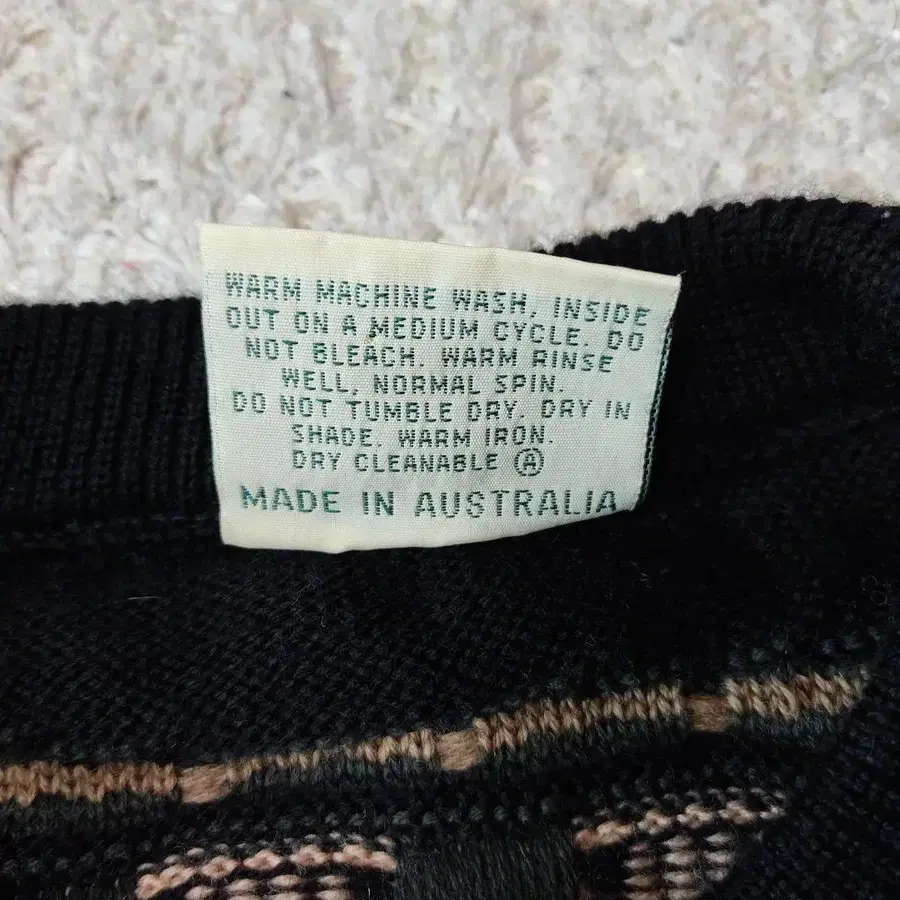 WARM MACHINE WASH, INSIDE
OUT ON A MEDIUM CYCLE. DO
NOT BLEACH. WARM RINSE
WELL, NORMAL SPIN.
DO NOT TUMBLE DRY. DRY IN
SHADE. WARM IRON.
DRY CLEANABLE Ⓐ
MADE IN AUSTRALIA